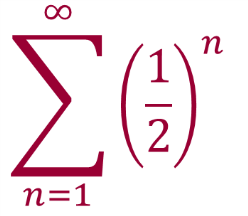 ∞
∑ (1/2)^n
n=1